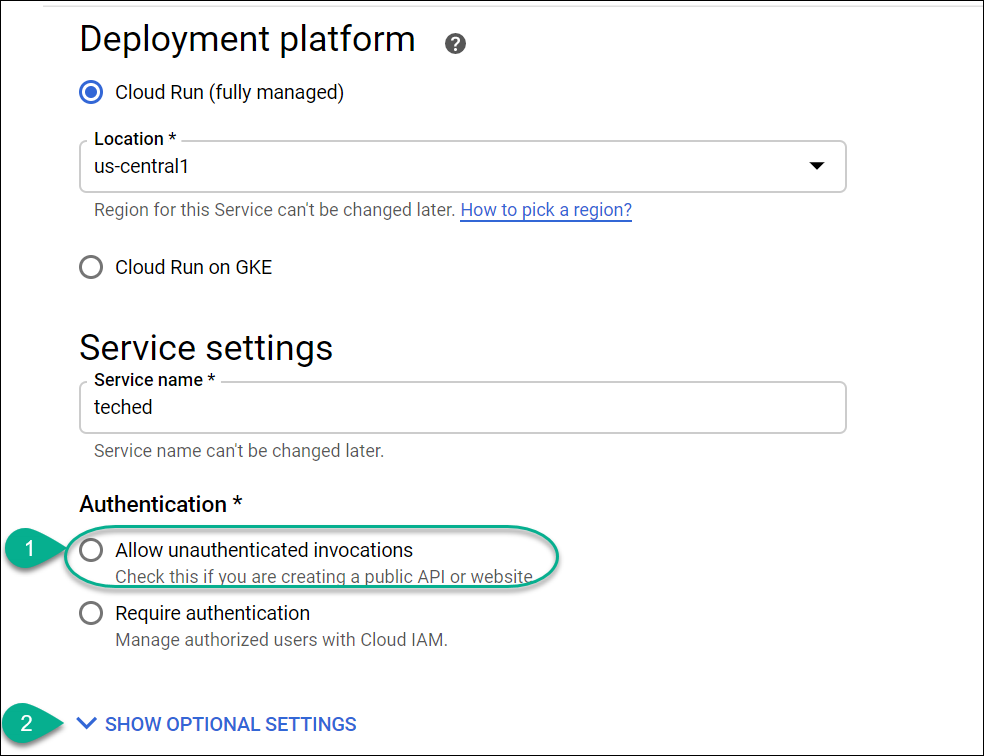 Deployment platform ?
Cloud Run (fully managed)
Location *
us-central1
Region for this Service can't be changed later. How to pick a region?
Cloud Run on GKE
Service settings
Service name *
teched
Service name can't be changed later.
Authentication *
1 Allow unauthenticated invocations
Check this if you are creating a public API or website
Require authentication
Manage authorized users with Cloud IAM.
2 SHOW OPTIONAL SETTINGS